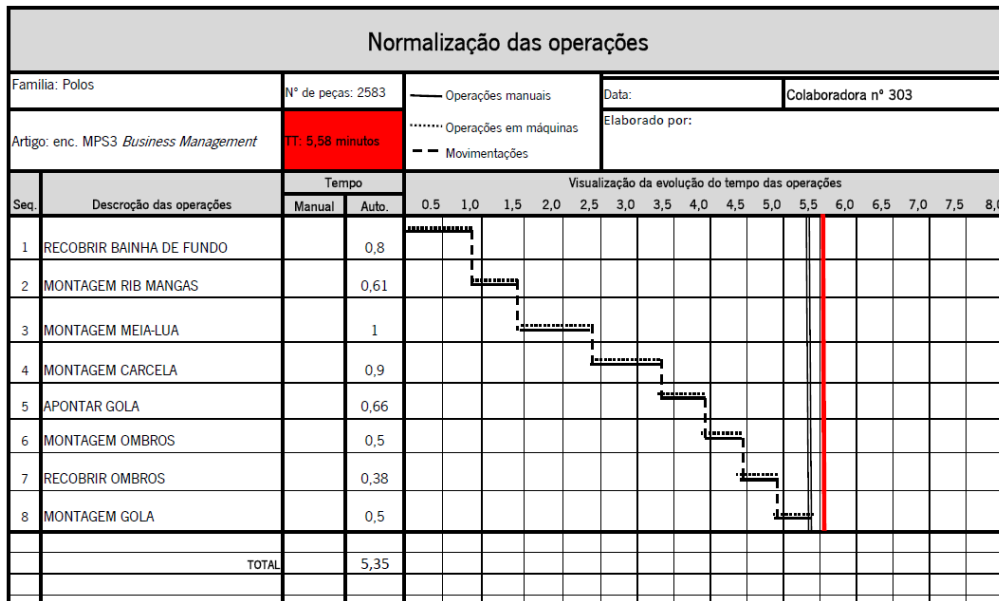 Normalização das operações
Família: Polos
Nº de peças: 2583
Operações manuais
Data:
Colaboradora nº 303
Artigo: enc. MPS3 Business Management
TT: 5,58 minutos
Operações em máquinas
Movimentações
Elaborado por:
Seq.
Descroção das operações
Tempo
Manual
Auto.
Visualização da evolução do tempo das operações
0.5 1,0 1,5 2,0 2,5 3,0 3,5 4,0 4,5 5,0 5,5 6,0 6,5 7,0 7,5 8,0
1 RECOBRIR BAINHA DE FUNDO 0,8
2 MONTAGEM RIB MANGAS 0,61
3 MONTAGEM MEIA-LUA 1
4 MONTAGEM CARCELA 0,9
5 APONTAR GOLA 0,66
6 MONTAGEM OMBROS 0,5
7 RECOBRIR OMBROS 0,38
8 MONTAGEM GOLA 0,5
TOTAL 5,35